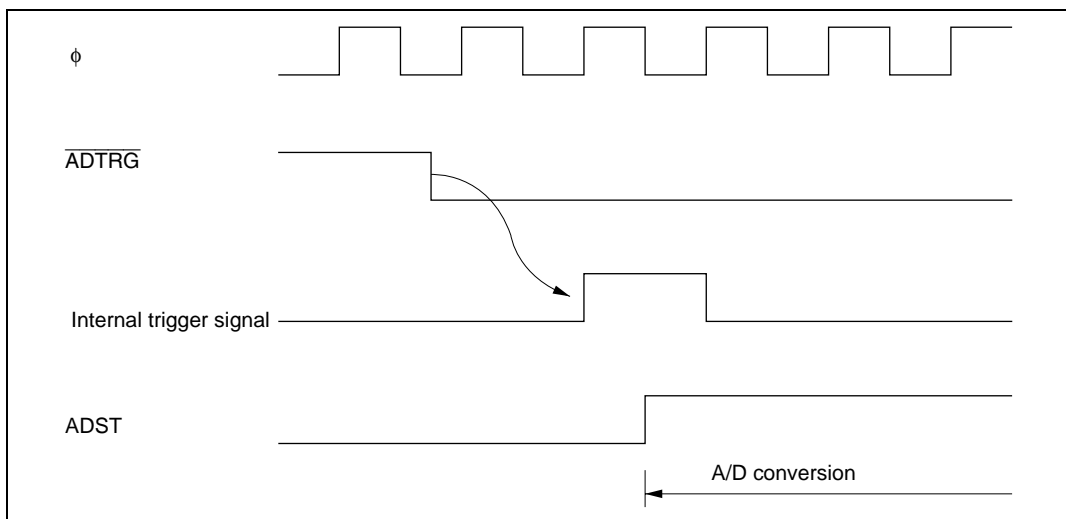 ϕ
ADTRG
Internal trigger signal
ADST
A/D conversion